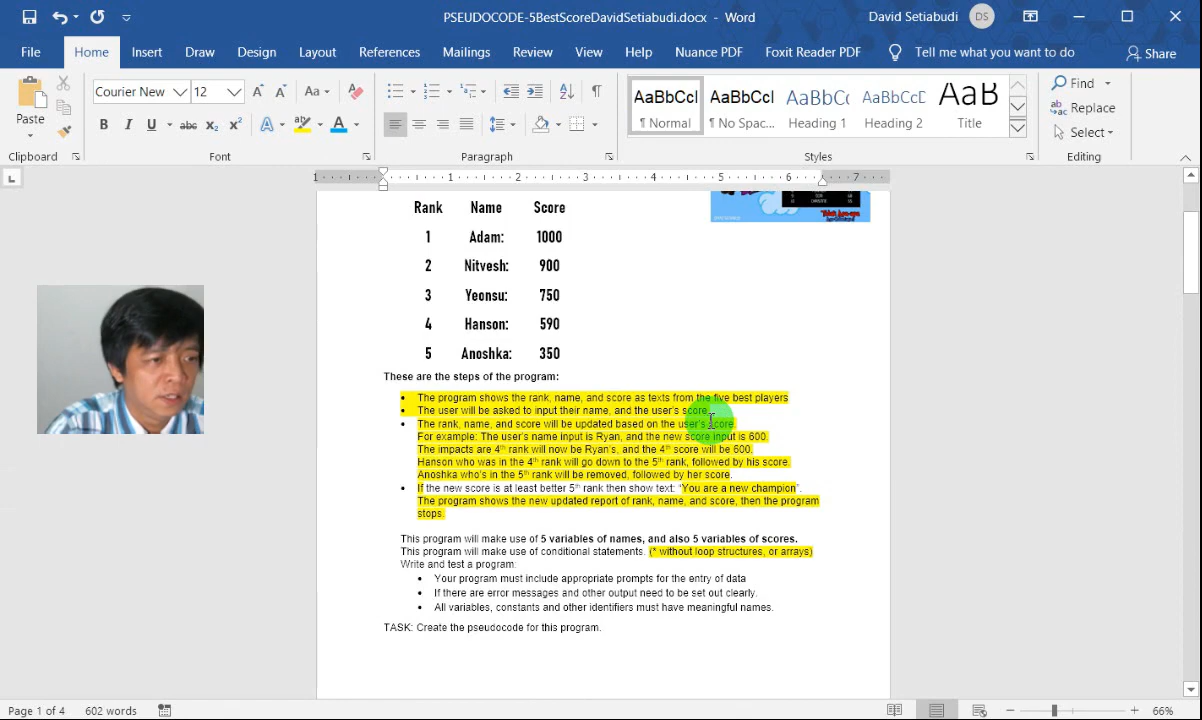 PSEUDOCODE-5BestScoreDavidSetiabudi.docx - Word
David Setiabudi
DS
File Home Insert Draw Design Layout References Mailings Review View Help Nuance PDF Foxit Reader PDF Tell me what you want to do Share
Courier New 12 Aa
AaBbCcI AaBbCcI AaBbC AaBbCcD AaB
Paste
B I U abc x₂ x² A A
¶ Normal ¶ No Spac... Heading 1 Heading 2 Title
Find
Replace
Select
Clipboard Font Paragraph Styles Editing
L
1 1 2 3 4 5 6 7
Rank Name Score
1 Adam: 1000
2 Nitvesh: 900
3 Yeonsu: 750
4 Hanson: 590
5 Anoshka: 350
These are the steps of the program:
• The program shows the rank, name, and score as texts from the five best players
• The user will be asked to input their name, and the user's score.
• The rank, name, and score will be updated based on the user's score.
For example: The user's name input is Ryan, and the new score input is 600.
The impacts are 4th rank will now be Ryan's, and the 4th score will be 600.
Hanson who was in the 4th rank will go down to the 5th rank, followed by his score.
Anoshka who's in the 5th rank will be removed, followed by her score.
• If the new score is at least better 5th rank then show text: "You are a new champion".
The program shows the new updated report of rank, name, and score, then the program
stops.
This program will make use of 5 variables of names, and also 5 variables of scores.
This program will make use of conditional statements. (* without loop structures, or arrays)
Write and test a program:
• Your program must include appropriate prompts for the entry of data
• If there are error messages and other output need to be set out clearly.
• All variables, constants and other identifiers must have meaningful names.
TASK: Create the pseudocode for this program.
Page 1 of 4 602 words
66%